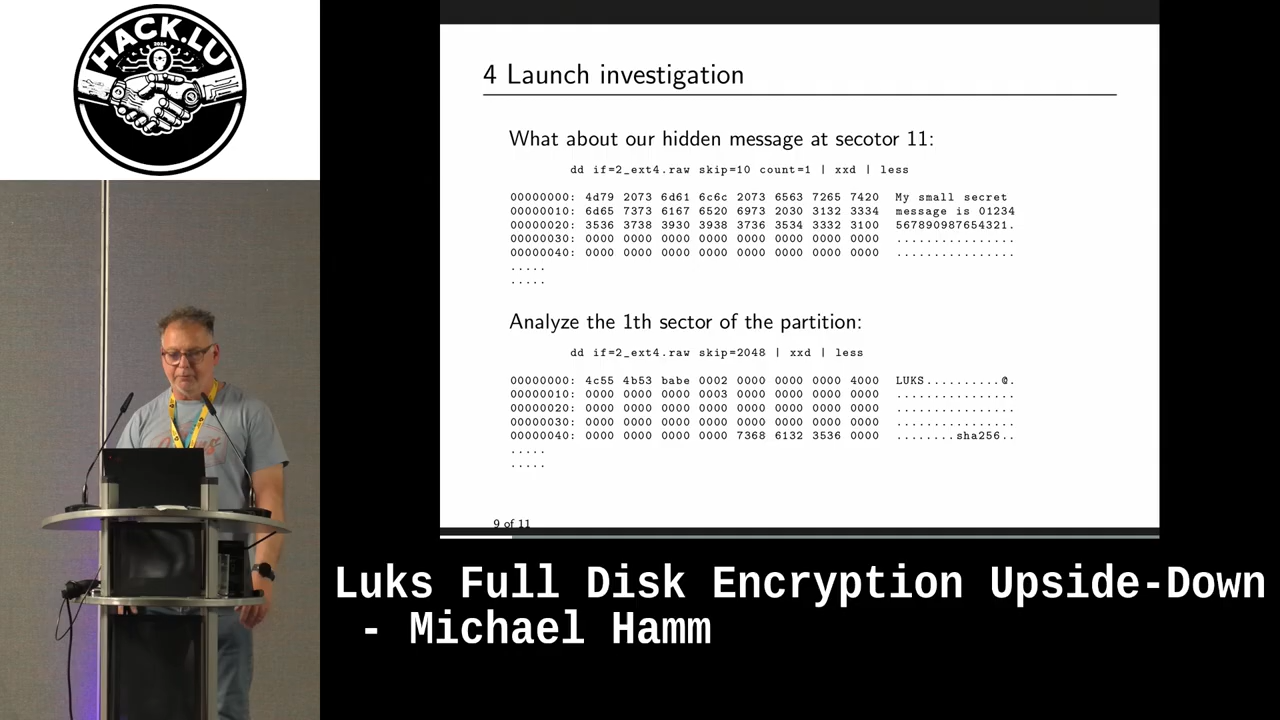 HACK.LU
2024
4 Launch investigation
What about our hidden message at secotor 11:
dd if=2_ext4.raw skip=10 count=1 | xxd | less
00000000: 4d79 2073 6d61 6c6c 2073 6563 7265 7420 My small secret
00000010: 6d65 7373 6167 6520 6973 2030 3132 3334 message is 01234
00000020: 3536 3738 3930 3938 3736 3534 3332 3100 567890987654321.
00000030: 0000 0000 0000 0000 0000 0000 0000 0000 ................
00000040: 0000 0000 0000 0000 0000 0000 0000 0000 ................
.....
.....
Analyze the 1th sector of the partition:
dd if=2_ext4.raw skip=2048 | xxd | less
00000000: 4c55 4b53 babe 0002 0000 0000 0000 4000 LUKS..........@.
00000010: 0000 0000 0000 0003 0000 0000 0000 0000 ................
00000020: 0000 0000 0000 0000 0000 0000 0000 0000 ................
00000030: 0000 0000 0000 0000 0000 0000 0000 0000 ................
00000040: 0000 0000 0000 0000 7368 6132 3536 0000 ........sha256..
.....
.....
9 of 11
Luks Full Disk Encryption Upside-Down
- Michael Hamm